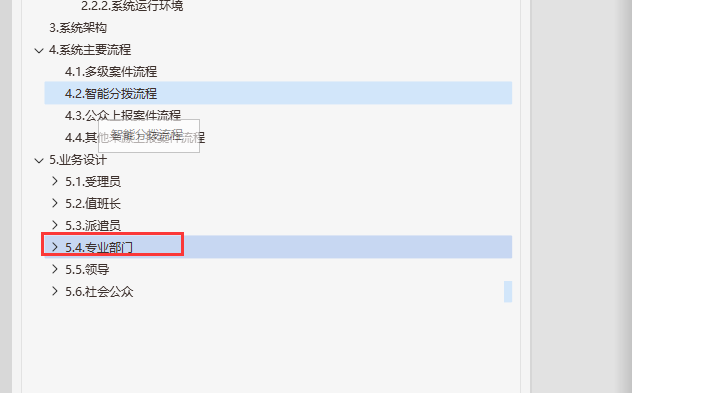 2.2.2.系统运行环境
3.系统架构
4.系统主要流程
4.1.多级案件流程
4.2.智能分拨流程
4.3.公众上报案件流程
智能分拨流程
4.4.其他来源上报案件流程
5.业务设计
5.1.受理员
5.2.值班长
5.3.派遣员
5.4.专业部门
5.5.领导
5.6.社会公众